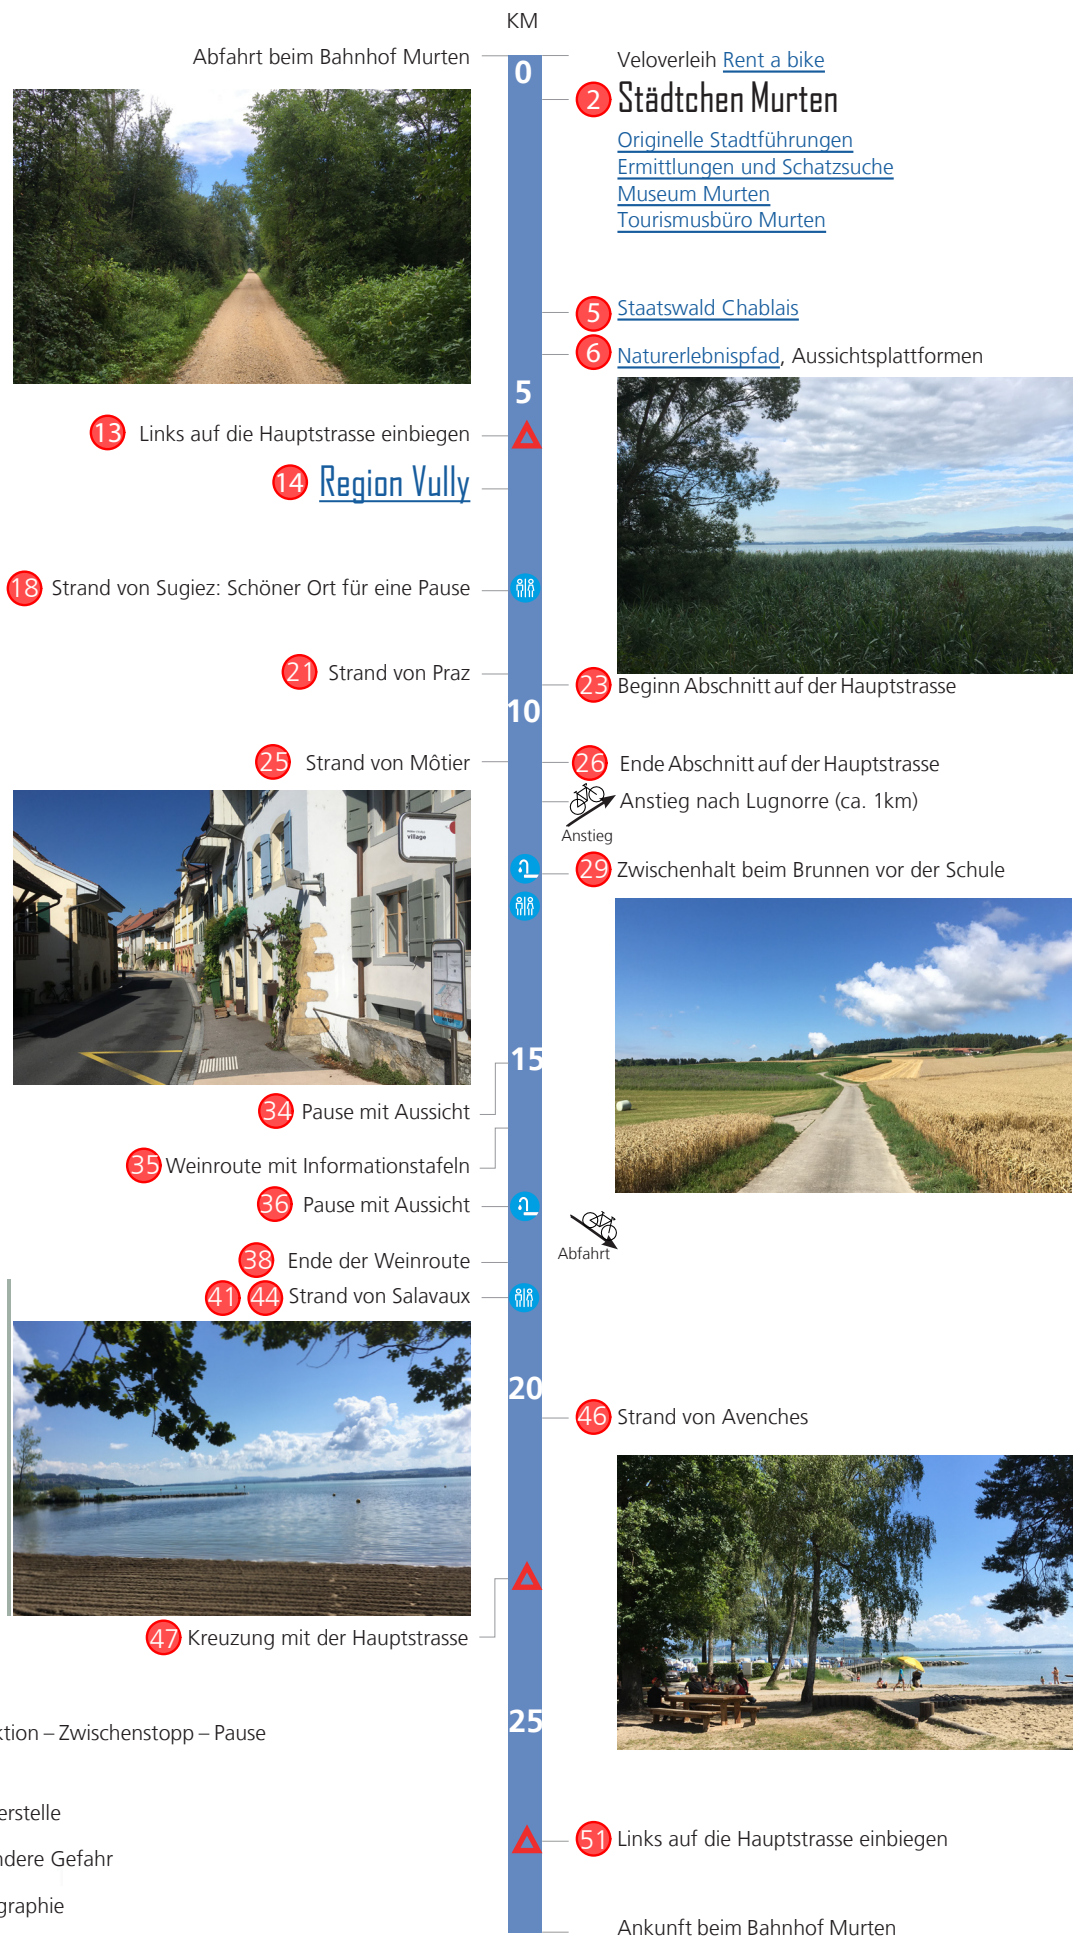 KM
Abfahrt beim Bahnhof Murten
0
Veloverleih Rent a bike
2 Städtchen Murten
Originelle Stadtführungen
Ermittlungen und Schatzsuche
Museum Murten
Tourismusbüro Murten
5 Staatswald Chablais
6 Naturerlebnispfad, Aussichtsplattformen
5
13 Links auf die Hauptstrasse einbiegen
14 Region Vully
18 Strand von Sugiez: Schöner Ort für eine Pause
21 Strand von Praz
23 Beginn Abschnitt auf der Hauptstrasse
10
25 Strand von Môtier
26 Ende Abschnitt auf der Hauptstrasse
Anstieg nach Lugnorre (ca. 1km)
Anstieg
village
29 Zwischenhalt beim Brunnen vor der Schule
15
34 Pause mit Aussicht
35 Weinroute mit Informationstafeln
36 Pause mit Aussicht
Abfahrt
38 Ende der Weinroute
41 44 Strand von Salavaux
20
46 Strand von Avenches
47 Kreuzung mit der Hauptstrasse
25
ktion – Zwischenstopp – Pause
erstelle
51 Links auf die Hauptstrasse einbiegen
ndere Gefahr
graphie
Ankunft beim Bahnhof Murten